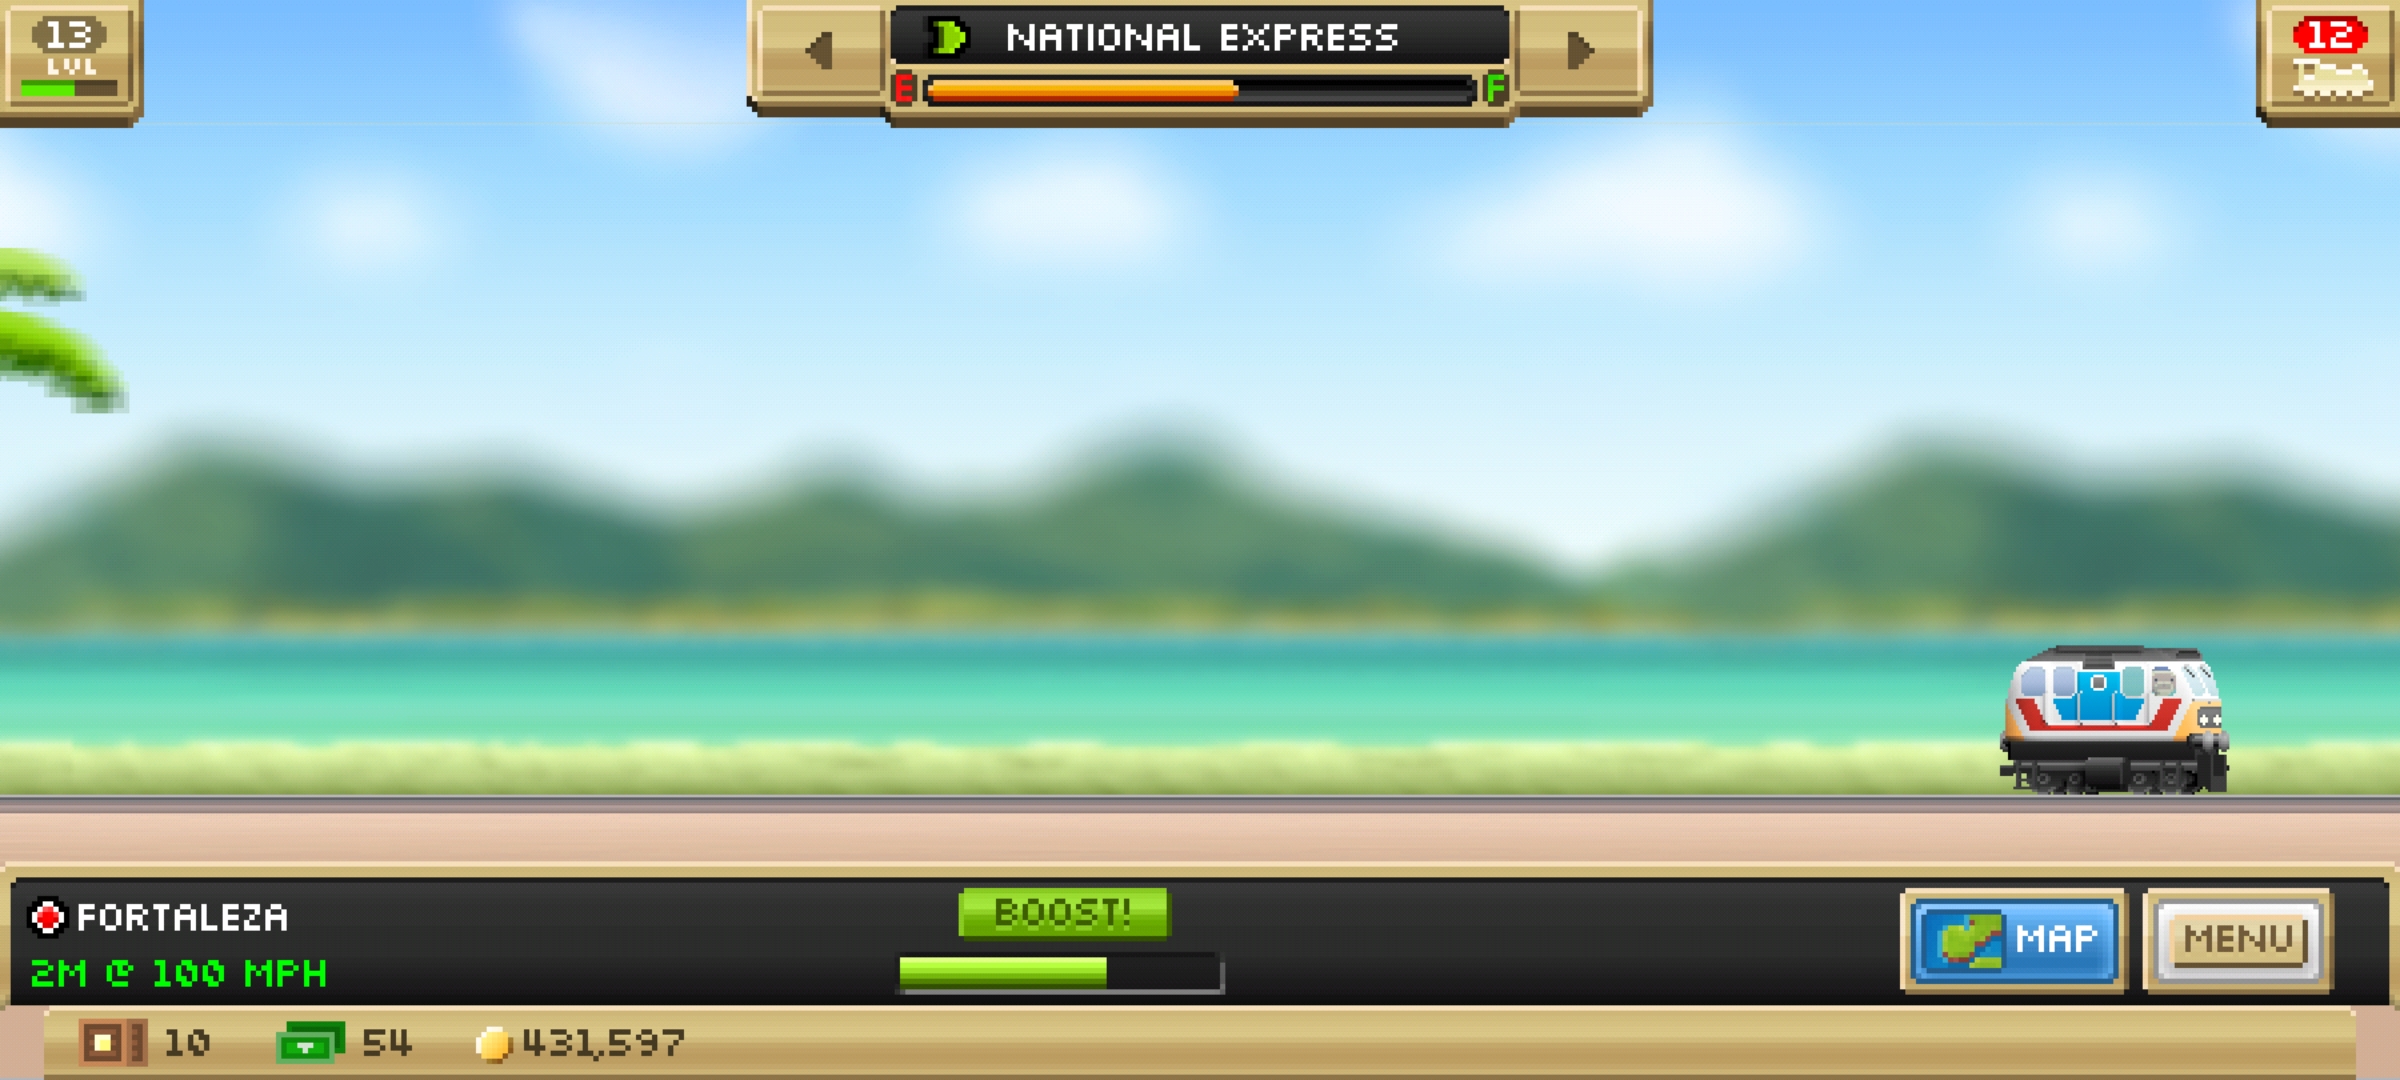 13
LVL
NATIONAL EXPRESS
E F
12
FORTALEZA
2M @ 100 MPH
BOOST!
MAP
MENU
10 54 431,597